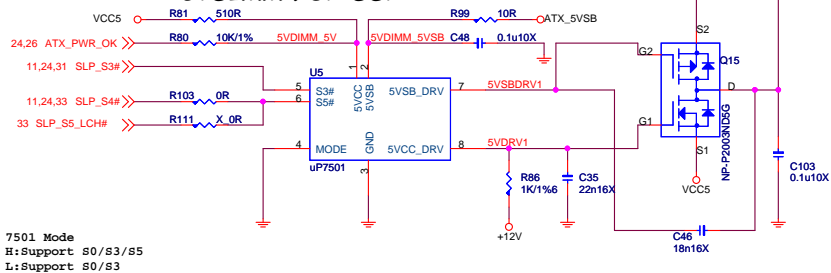 VCC5
R81
510R
R99
10R
ATX_5VSB
24,26 ATX_PWR_OK
R80
10K/1%
5VDIMM_5V
5VDIMM_5VSB
C48
0.1u10X
S2
11,24,31 SLP_S3#
U5
1
2
G2
Q15
5VCC
5VSB
11,24,33 SLP_S4#
R103
0R
5
S3#
6
S5#
5VSB_DRV
7
5VSBDRV1
D
33 SLP_S5_LCH#
R111
X_0R
4
MODE
GND
5VCC_DRV
8
5VDRV1
G1
NP-P2003ND5G
uP7501
3
S1
R86
1K/1%6
C35
22n16X
C103
0.1u10X
VCC5
+12V
C46
18n16X
7501 Mode
H:Support S0/S3/S5
L:Support S0/S3